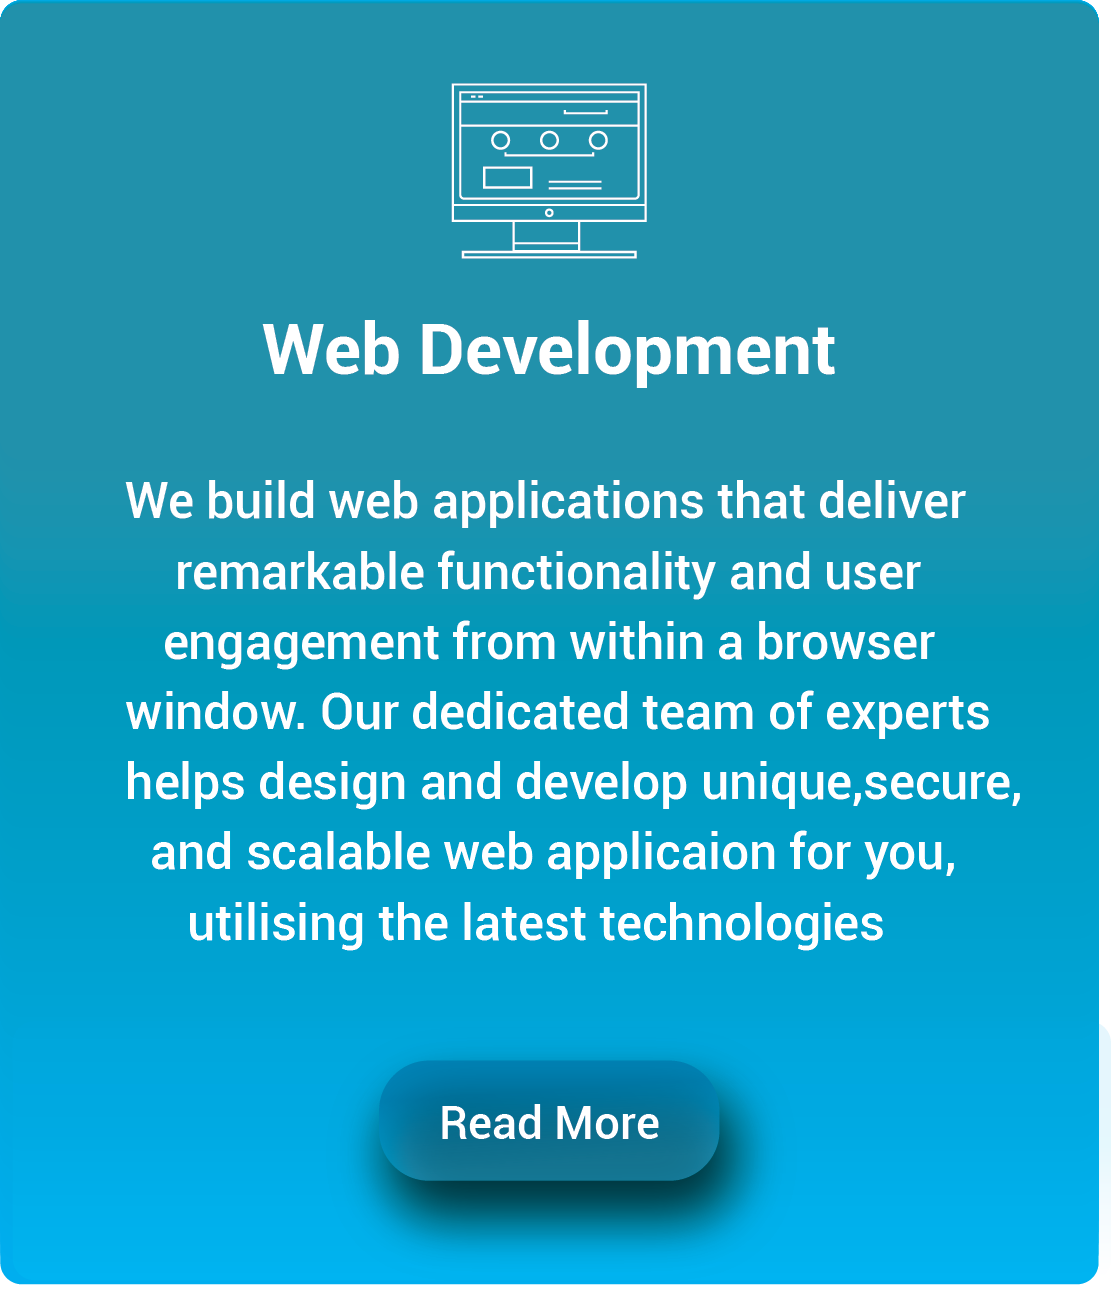 Web Development
We build web applications that deliver
remarkable functionality and user
engagement from within a browser
window. Our dedicated team of experts
helps design and develop unique,secure,
and scalable web applicaion for you,
utilising the latest technologies
Read More